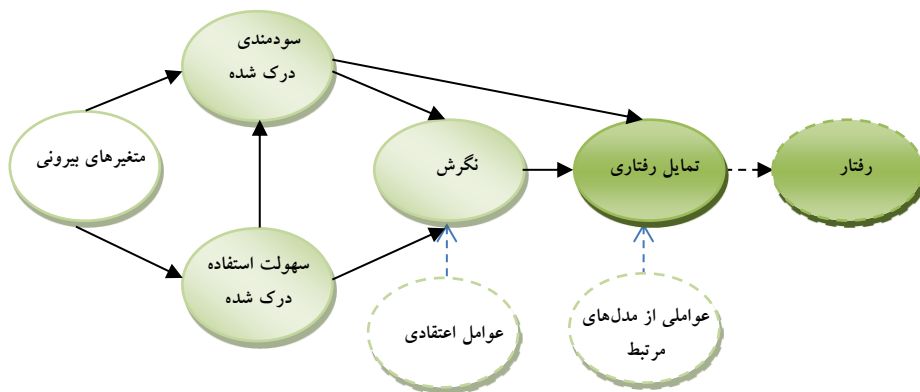 سودمندی
درک شده
متغیرهای بیرونی
نگرش
تمایل رفتاری
رفتار
سهولت استفاده
درک شده
عوامل اعتقادی
عواملی از مدل‌های
مرتبط